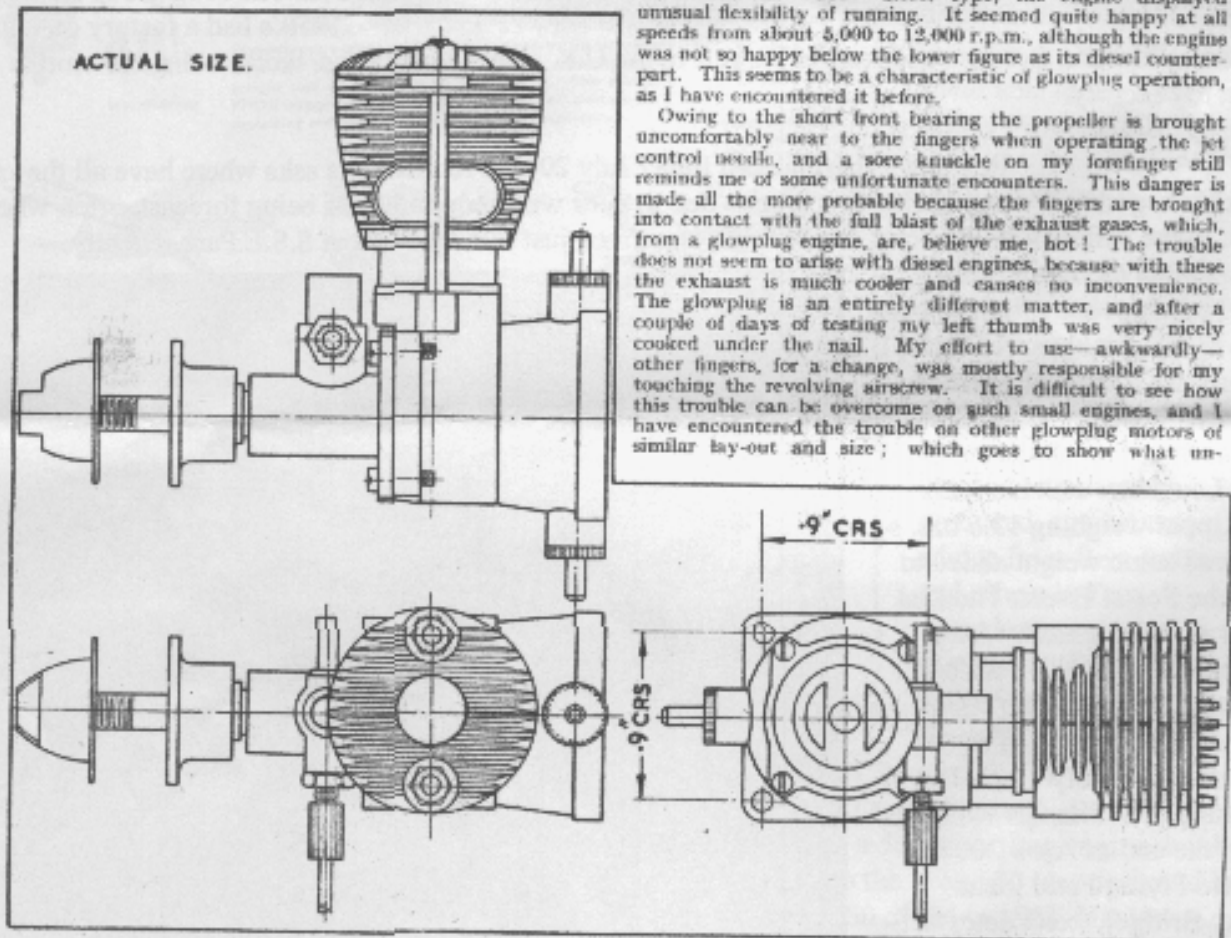 ACTUAL SIZE.
type, the engine displayed
unusual flexibility of running. It seemed quite happy at all
speeds from about 5,000 to 12,000 r.p.m., although the engine
was not so happy below the lower figure as its diesel counter-
part. This seems to be a characteristic of glowplug operation,
as I have encountered it before.
Owing to the short front bearing the propeller is brought
uncomfortably near to the fingers when operating the jet
control needle, and a sore knuckle on my forefinger still
reminds me of some unfortunate encounters. This danger is
made all the more probable because the fingers are brought
into contact with the full blast of the exhaust gases, which,
from a glowplug engine, are, believe me, hot! The trouble
does not seem to arise with diesel engines, because with these
the exhaust is much cooler and causes no inconvenience.
The glowplug is an entirely different matter, and after a
couple of days of testing my left thumb was very nicely
cooked under the nail. My effort to use—awkwardly—
other fingers, for a change, was mostly responsible for my
touching the revolving airscrew. It is difficult to see how
this trouble can be overcome on such small engines, and I
have encountered the trouble on other glowplug motors of
similar lay-out and size; which goes to show what un-
·9" CRS
·9" CRS